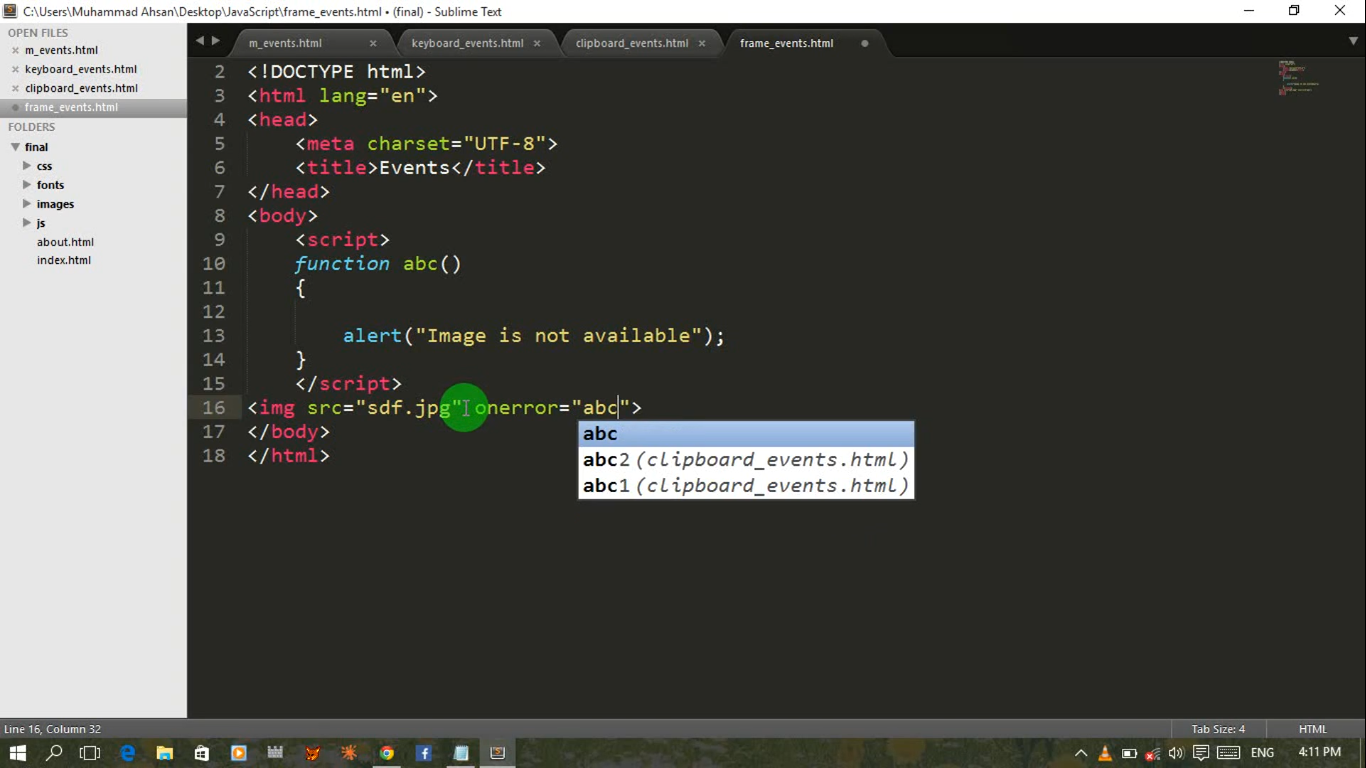 C:\Users\Muhammad Ahsan\Desktop\JavaScript\frame_events.html • (final) - Sublime Text
OPEN FILES
m_events.html
keyboard_events.html
clipboard_events.html
frame_events.html
FOLDERS
final
css
fonts
images
js
about.html
index.html
m_events.html keyboard_events.html clipboard_events.html frame_events.html
2 <!DOCTYPE html>
3 <html lang="en">
4 <head>
5 <meta charset="UTF-8">
6 <title>Events</title>
7 </head>
8 <body>
9 <script>
10 function abc()
11 {
12
13 alert("Image is not available");
14 }
15 </script>
16 <img src="sdf.jpg" onerror="abc">
17 </body>
18 </html>
abc
abc2 (clipboard_events.html)
abc1 (clipboard_events.html)
Line 16, Column 32 Tab Size: 4 HTML
ENG 4:11 PM